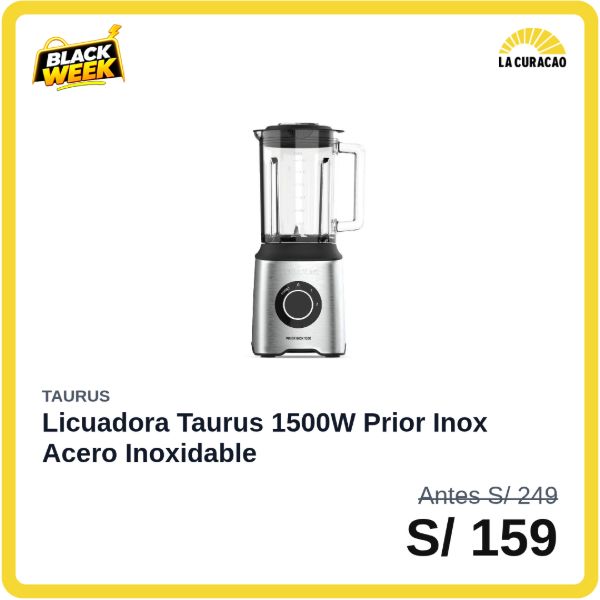 BLACK
WEEK
LA CURACAO
TAURUS
Licuadora Taurus 1500W Prior Inox
Acero Inoxidable
Antes S/ 249
S/ 159